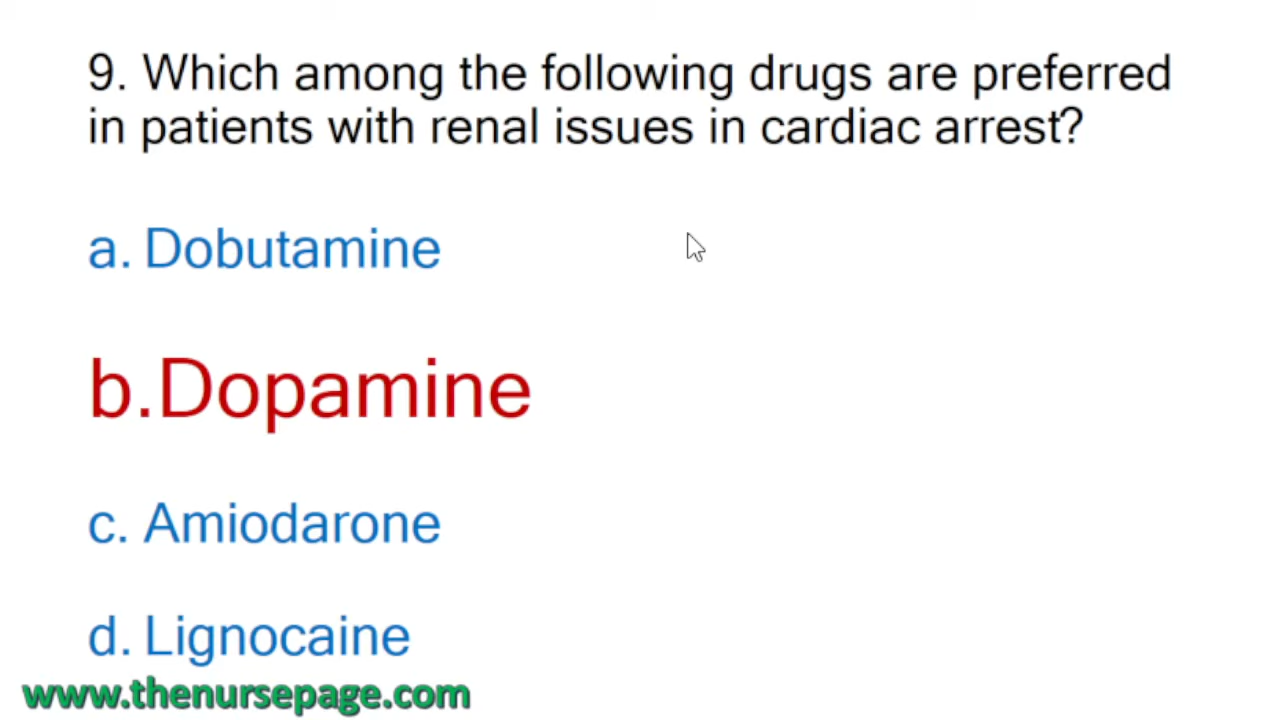 9. Which among the following drugs are preferred
in patients with renal issues in cardiac arrest?
a. Dobutamine
b.Dopamine
c. Amiodarone
d. Lignocaine
www.thenursepage.com